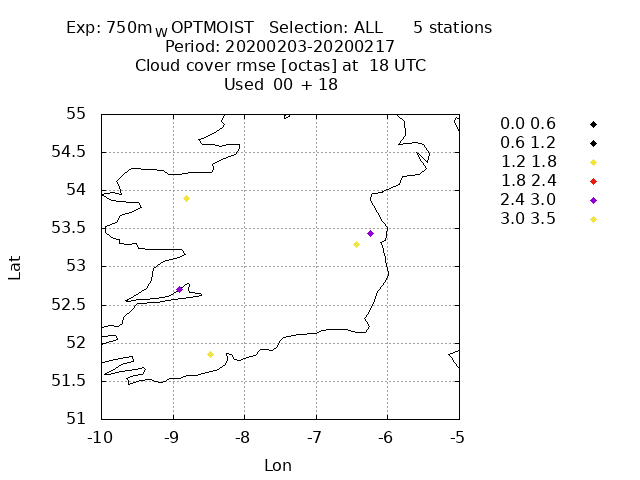 Exp: 750mW OPTMOIST Selection: ALL 5 stations
Period: 20200203-20200217
Cloud cover rmse [octas] at 18 UTC
Used 00 + 18
55
54.5
54
53.5
53
52.5
52
51.5
51
-10 -9 -8 -7 -6 -5
Lat
Lon
0.0 0.6
0.6 1.2
1.2 1.8
1.8 2.4
2.4 3.0
3.0 3.5